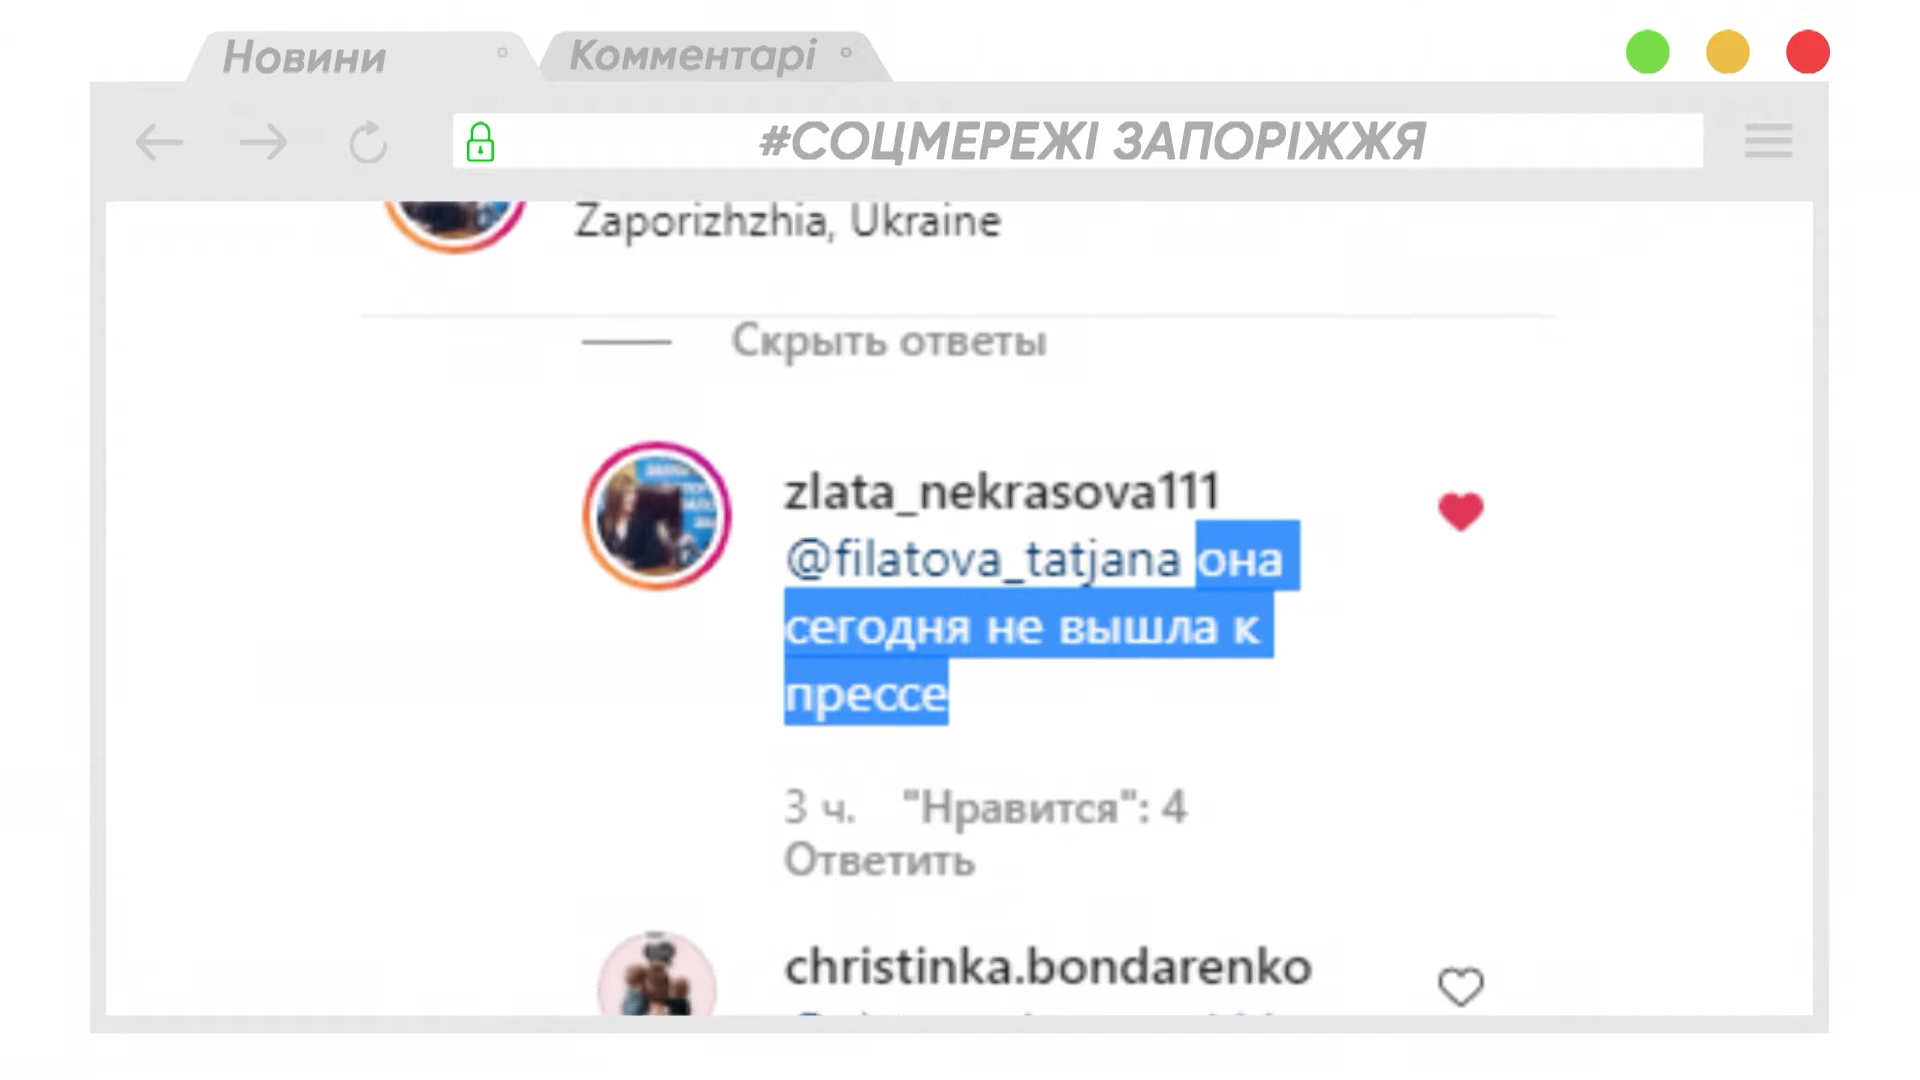 Новини
Комментарі
#СОЦМЕРЕЖІ ЗАПОРІЖЖЯ
Zaporizhzhia, Ukraine
Скрыть ответы
zlata_nekrasova111
@filatova_tatjana она
сегодня не вышла к
прессе
3 ч. "Нравится": 4
Ответить
christinka.bondarenko